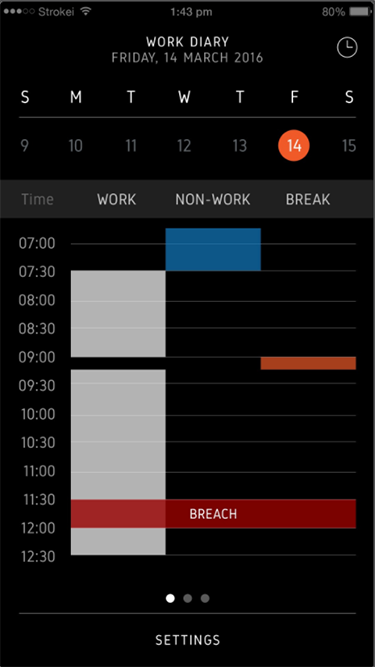 Strokei 1:43 pm 80%
WORK DIARY
FRIDAY, 14 MARCH 2016
S M T W T F S
9 10 11 12 13 14 15
Time WORK NON-WORK BREAK
07:00
07:30
08:00
08:30
09:00
09:30
10:00
10:30
11:00
11:30
BREACH
12:00
12:30
SETTINGS